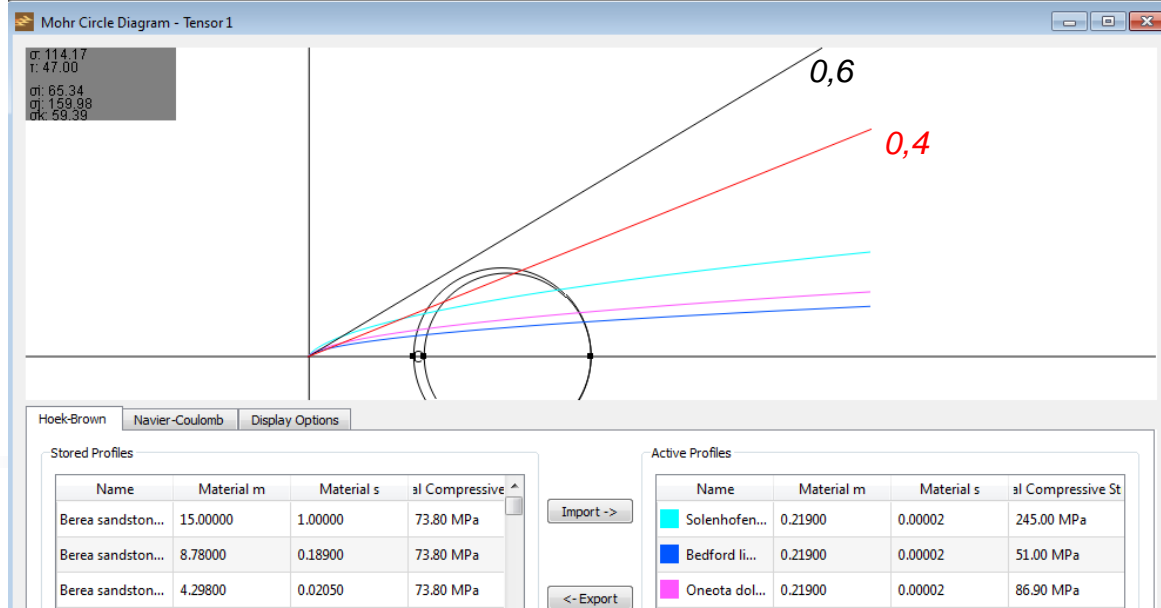 Mohr Circle Diagram - Tensor 1
σ: 114.17
τ: 47.00
σi: 65.34
σj: 159.98
σk: 59.39
0,6
0,4
Hoek-Brown Navier-Coulomb Display Options
Stored Profiles Active Profiles
Name Material m Material s al Compressive Name Material m Material s al Compressive St
Berea sandston... 15.00000 1.00000 73.80 MPa Import -> Solenhofen... 0.21900 0.00002 245.00 MPa
Berea sandston... 8.78000 0.18900 73.80 MPa Bedford li... 0.21900 0.00002 51.00 MPa
Berea sandston... 4.29800 0.02050 73.80 MPa <- Export Oneota dol... 0.21900 0.00002 86.90 MPa